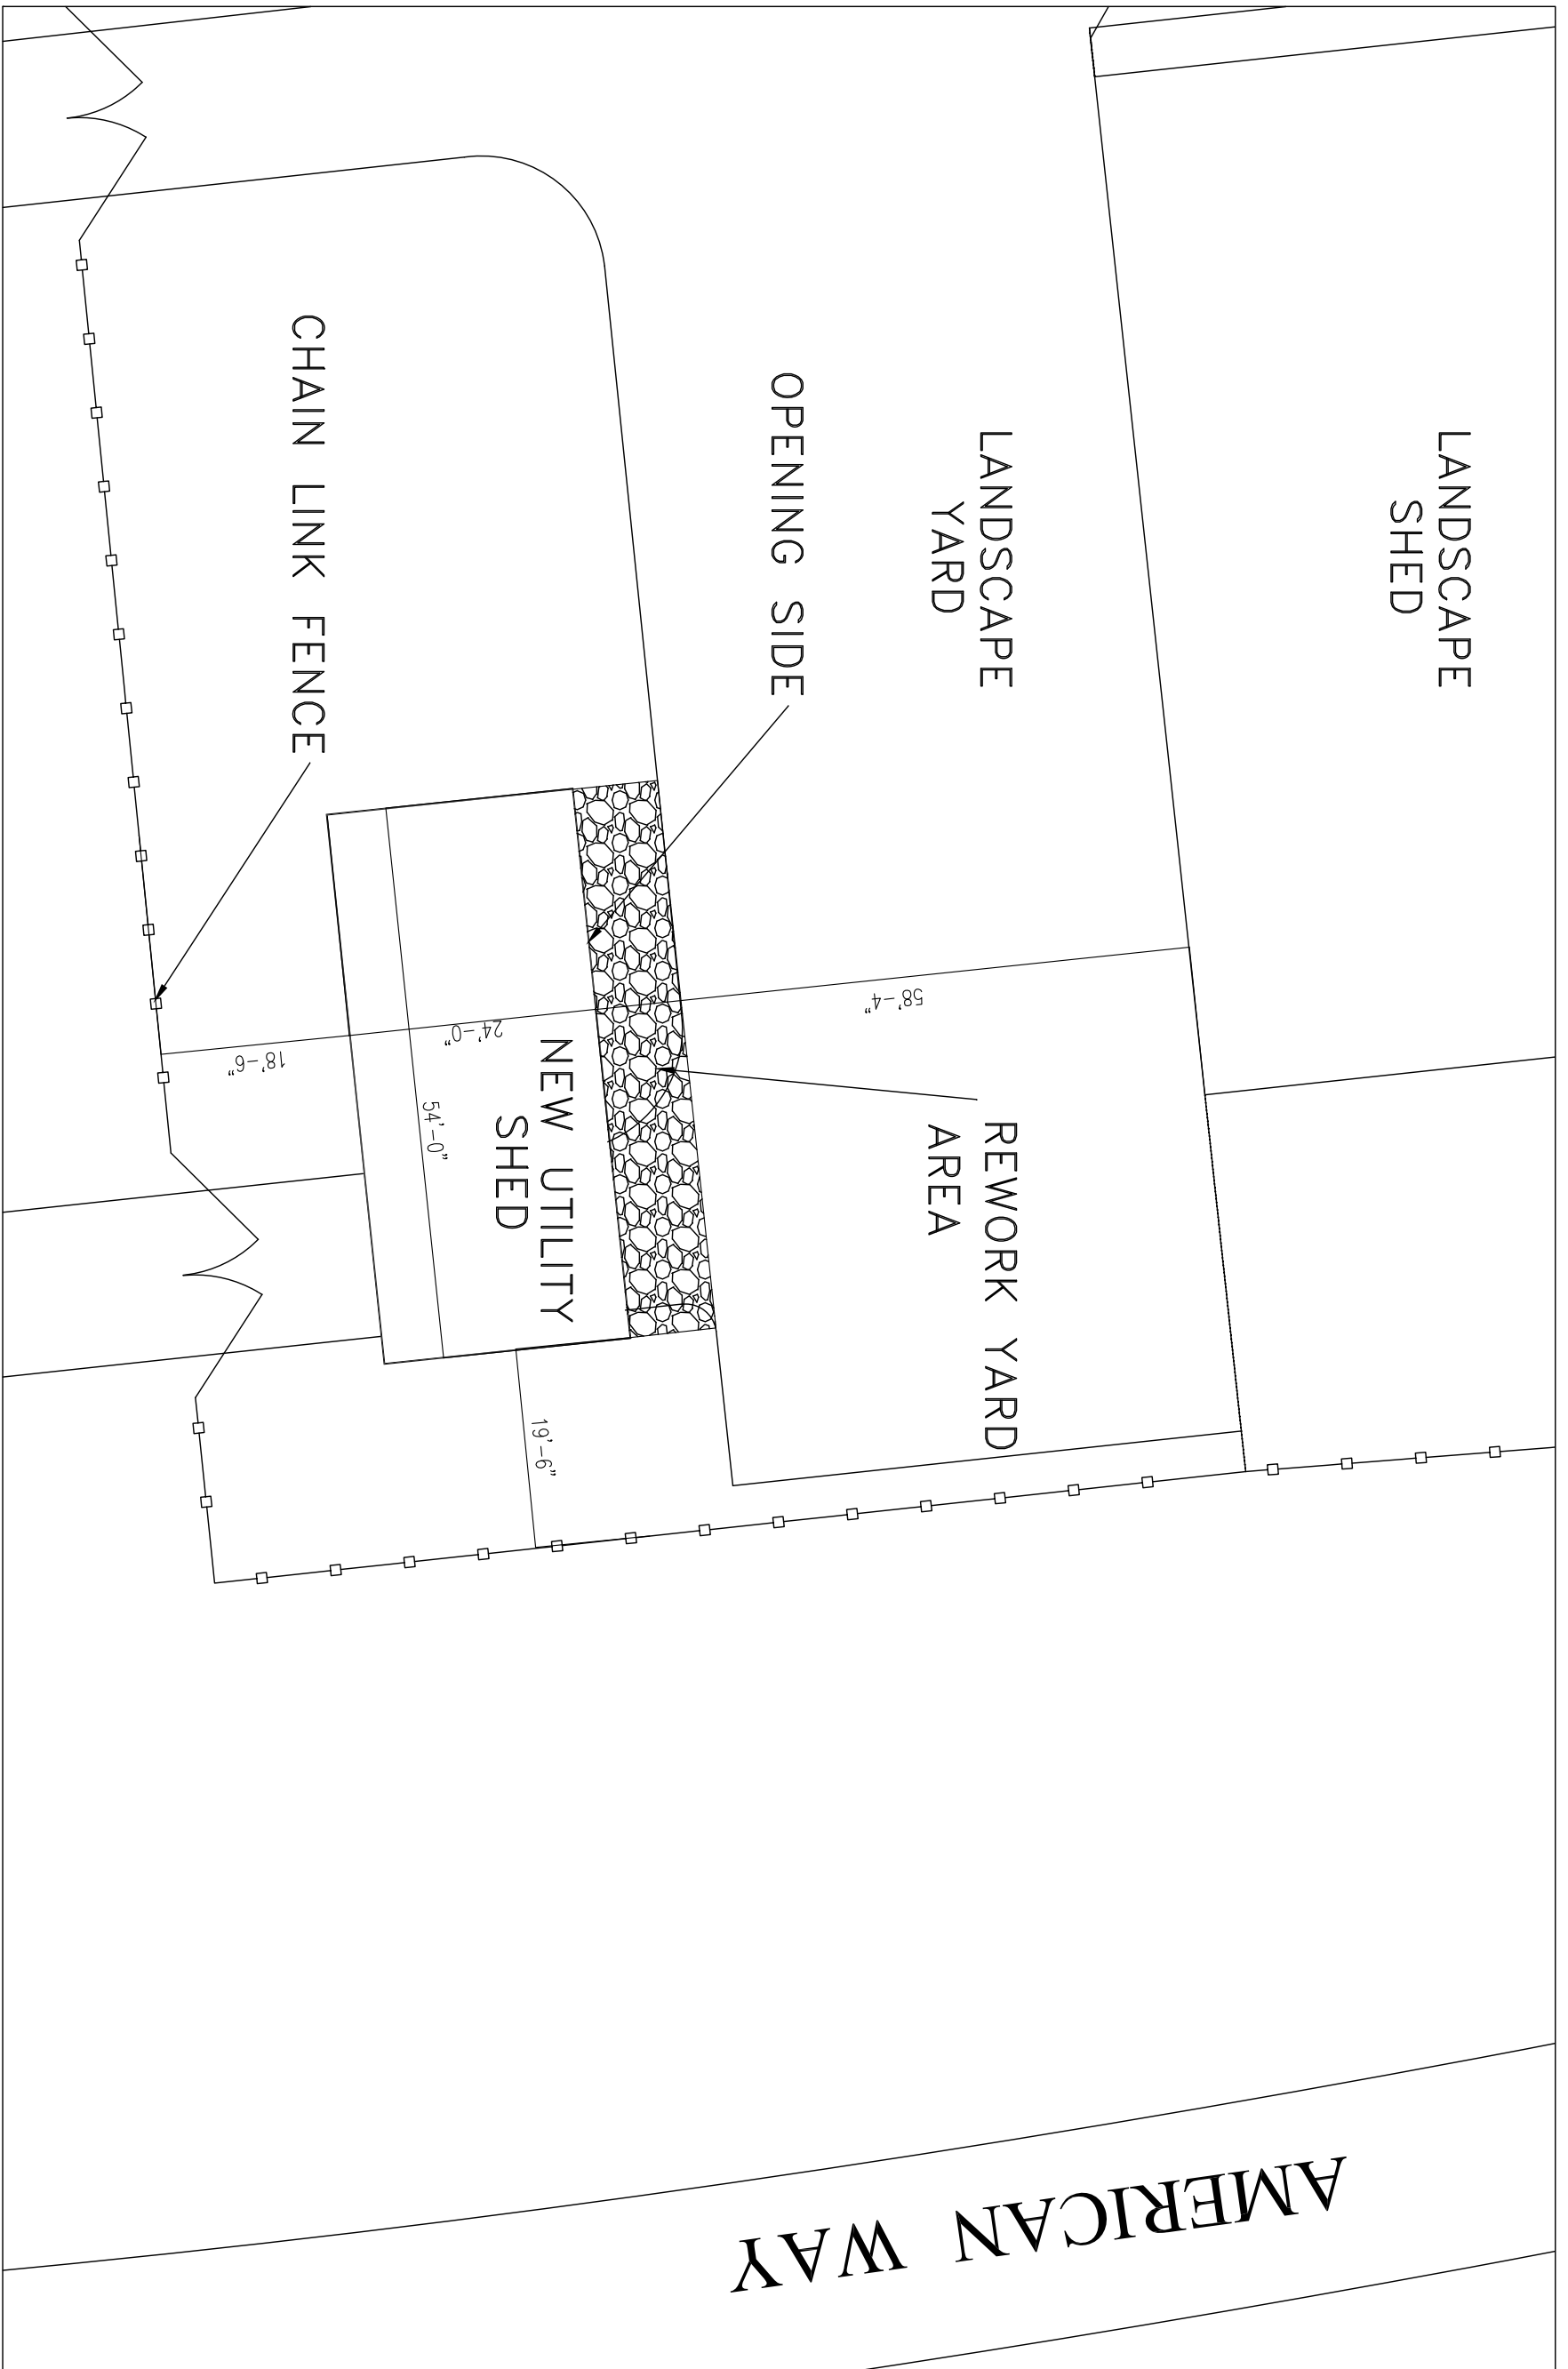 LANDSCAPE
SHED
LANDSCAPE
YARD
OPENING SIDE
CHAIN LINK FENCE
REWORK YARD
AREA
NEW UTILITY
SHED
58'-4"
24'-0"
18'-6"
54'-0"
19'-6"
AMERICAN WAY